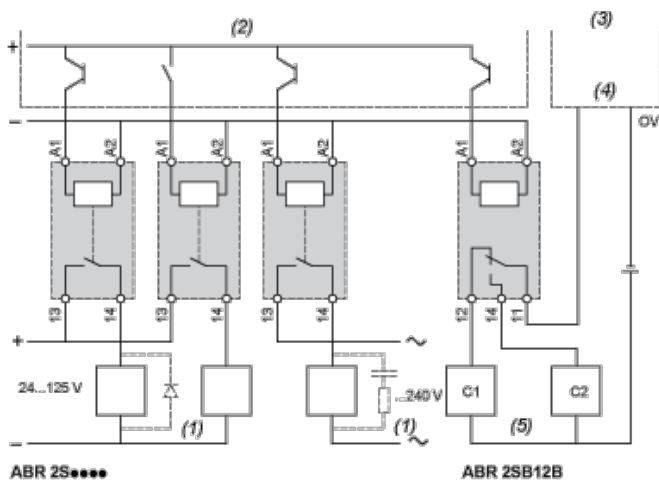 (2)
(3)
+
(4)
−
OV
A1 A2 A1 A2 A1 A2 A1 A2
13 14 13 14 13 14 12 14 11
+ ~
24...125 V
...240 V
C1 C2
(1) (1) (5)
− ~
ABR 2S●●●● ABR 2SB12B